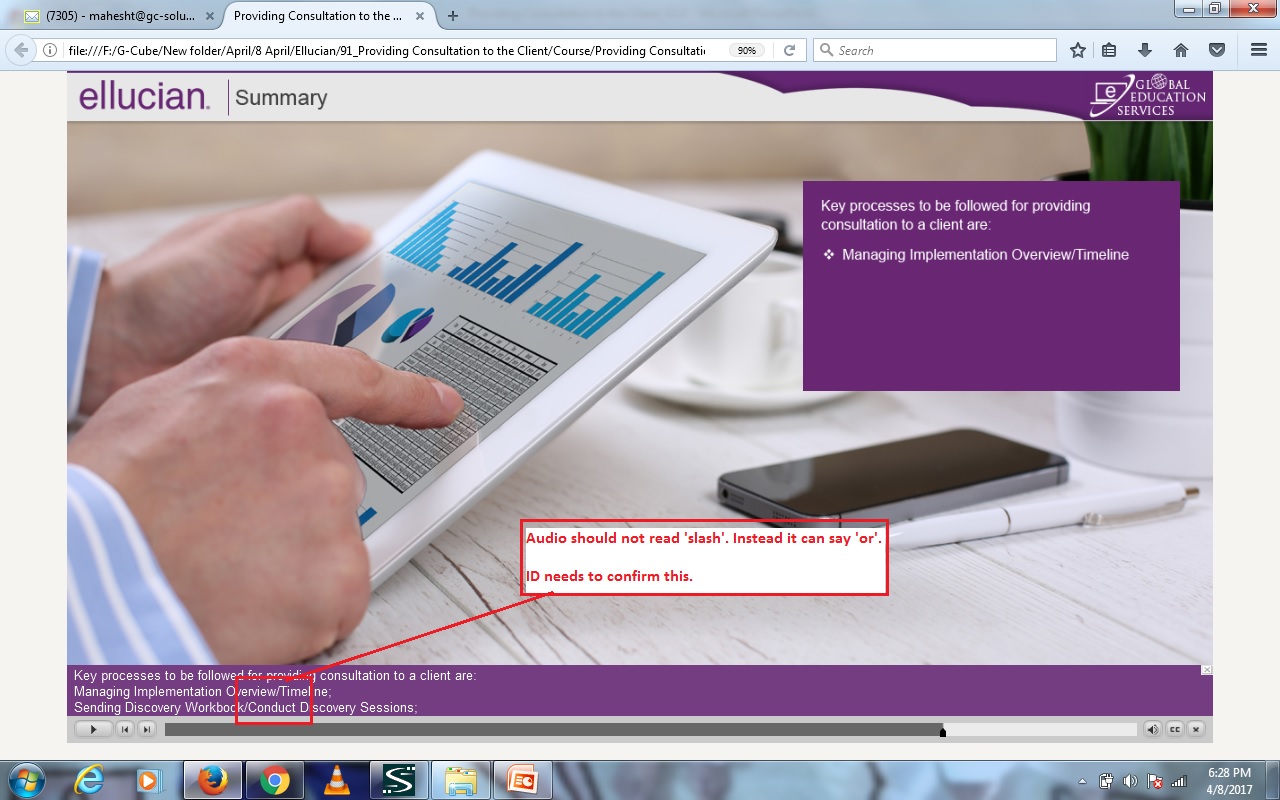 (7305) - mahesht@gc-solu...
Providing Consultation to the ...
file:///F:/G-Cube/New folder/April/8 April/Ellucian/91_Providing Consultation to the Client/Course/Providing Consultati
90%
Search
ellucian.
Summary
e
GLOBAL
EDUCATION
SERVICES
Key processes to be followed for providing
consultation to a client are:
❖ Managing Implementation Overview/Timeline
Audio should not read 'slash'. Instead it can say 'or'.
ID needs to confirm this.
Key processes to be followed for providing consultation to a client are:
Managing Implementation Overview/Timeline;
Sending Discovery Workbook/Conduct Discovery Sessions;
CC
6:28 PM
4/8/2017